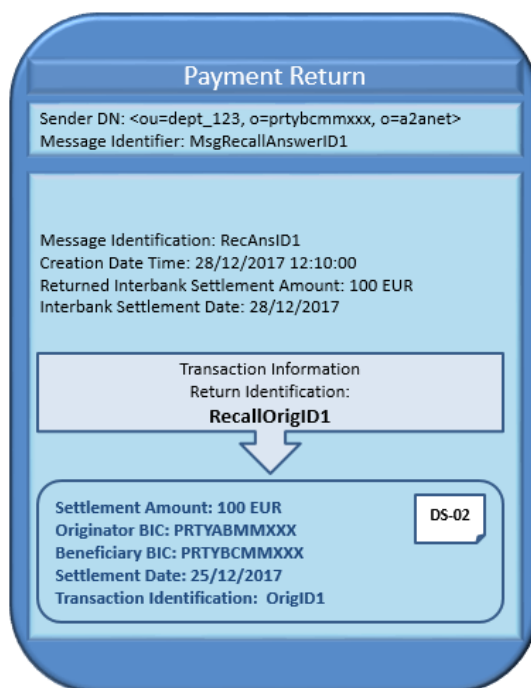 Payment Return
Sender DN: <ou=dept_123, o=prtybcmmxxx, o=a2anet>
Message Identifier: MsgRecallAnswerID1
Message Identification: RecAnsID1
Creation Date Time: 28/12/2017 12:10:00
Returned Interbank Settlement Amount: 100 EUR
Interbank Settlement Date: 28/12/2017
Transaction Information
Return Identification:
RecallOrigID1
Settlement Amount: 100 EUR
Originator BIC: PRTYABMMXXX
Beneficiary BIC: PRTYBCMMXXX
Settlement Date: 25/12/2017
Transaction Identification: OrigID1
DS-02